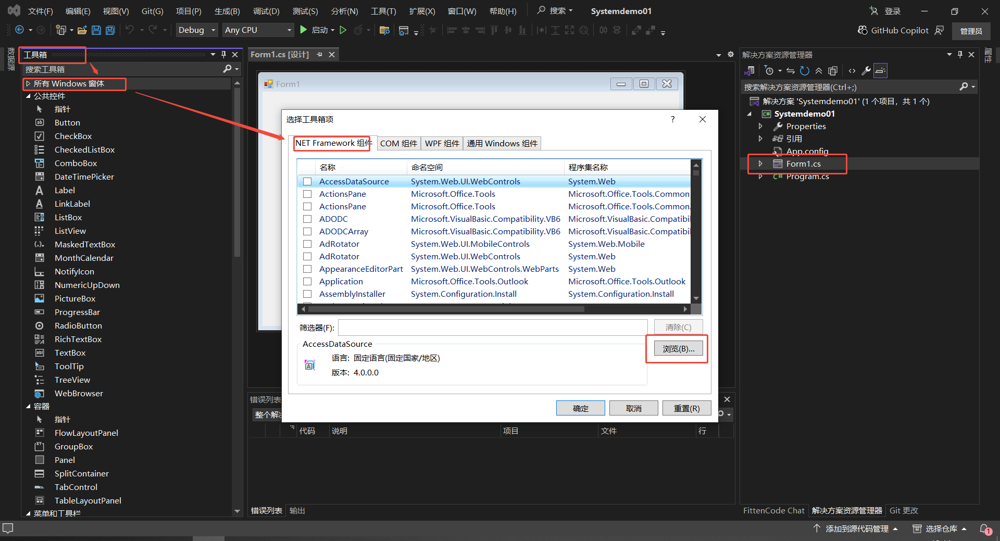 文件(F) 编辑(E) 视图(V) Git(G) 项目(P) 生成(B) 调试(D) 测试(S) 分析(N) 工具(T) 扩展(X) 窗口(W) 帮助(H) 搜索 Systemdemo01 登录
Debug Any CPU 启动 GitHub Copilot 管理员
数据源
工具箱
搜索工具箱
所有 Windows 窗体
公共控件
指针
Button
CheckBox
CheckedListBox
ComboBox
DateTimePicker
Label
LinkLabel
ListBox
ListView
MaskedTextBox
MonthCalendar
NotifyIcon
NumericUpDown
PictureBox
ProgressBar
RadioButton
RichTextBox
TextBox
ToolTip
TreeView
WebBrowser
容器
指针
FlowLayoutPanel
GroupBox
Panel
SplitContainer
TabControl
TableLayoutPanel
菜单和工具栏
Form1.cs [设计]
Form1
选择工具箱项 ?
NET Framework 组件 COM 组件 WPF 组件 通用 Windows 组件
名称 命名空间 程序集名称
AccessDataSource System.Web.UI.WebControls System.Web
ActionsPane Microsoft.Office.Tools Microsoft.Office.Tools.Common
ActionsPane Microsoft.Office.Tools Microsoft.Office.Tools.Common.
ADODC Microsoft.VisualBasic.Compatibility.VB6 Microsoft.VisualBasic.Compatibil
ADODCArray Microsoft.VisualBasic.Compatibility.VB6 Microsoft.VisualBasic.Compatibil
AdRotator System.Web.UI.MobileControls System.Web.Mobile
AdRotator System.Web.UI.WebControls System.Web
AppearanceEditorPart System.Web.UI.WebControls.WebParts System.Web
Application Microsoft.Office.Tools.Outlook Microsoft.Office.Tools.Outlook
AssemblyInstaller System.Configuration.Install System.Configuration.Install
筛选器(F): 清除(C)
AccessDataSource
浏览(B)...
语言: 固定语言(固定国家/地区)
版本: 4.0.0.0
确定 取消 重置(R)
错误列表
整个解决
代码 说明 项目 文件 行
错误列表 输出
解决方案资源管理器
搜索解决方案资源管理器(Ctrl+;)
解决方案 'Systemdemo01' (1 个项目，共 1 个)
Systemdemo01
Properties
引用
App.config
Form1.cs
Program.cs
属性
FittenCode Chat 解决方案资源管理器 Git 更改
添加到源代码管理 选择仓库 1